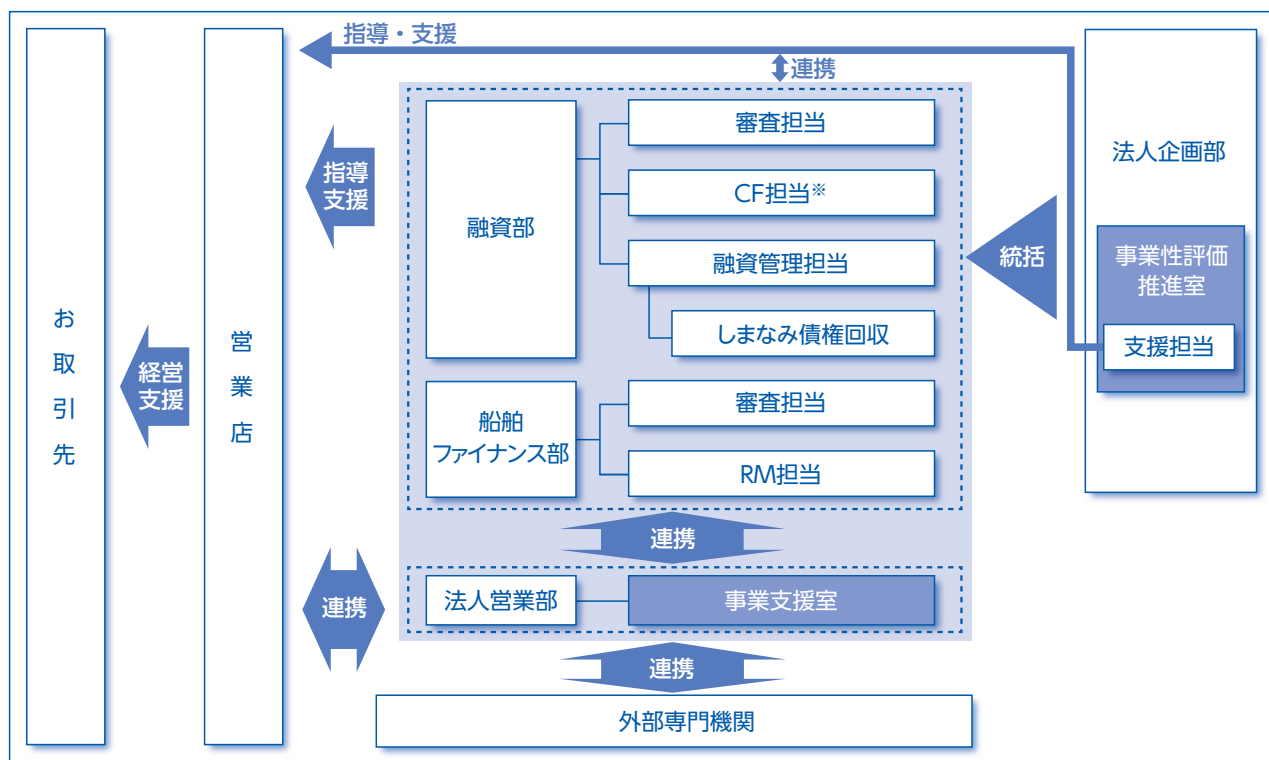 指導・支援
連携
お取引先
経営
支援
営業店
指導
支援
融資部
審査担当
CF担当※
融資管理担当
しまなみ債権回収
船舶
ファイナンス部
審査担当
RM担当
連携
連携
法人営業部
事業支援室
連携
外部専門機関
統括
法人企画部
事業性評価
推進室
支援担当